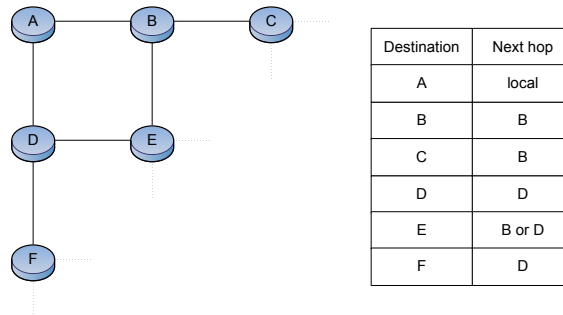 A B C
D E
F
Destination Next hop
A local
B B
C B
D D
E B or D
F D